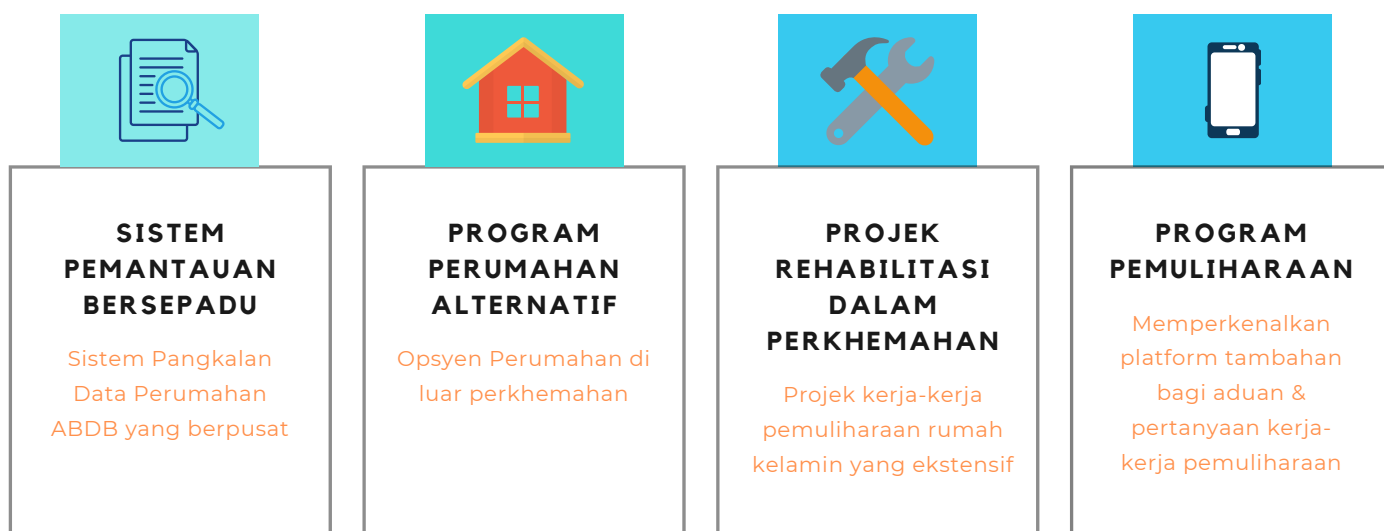 SISTEM
PEMANTAUAN
BERSEPADU
Sistem Pangkalan
Data Perumahan
ABDB yang berpusat
PROGRAM
PERUMAHAN
ALTERNATIF
Opsyen Perumahan di
luar perkhemahan
PROJEK
REHABILITASI
DALAM
PERKHEMAHAN
Projek kerja-kerja
pemuliharaan rumah
kelamin yang ekstensif
PROGRAM
PEMULIHARAAN
Memperkenalkan
platform tambahan
bagi aduan &
pertanyaan kerja-
kerja pemuliharaan